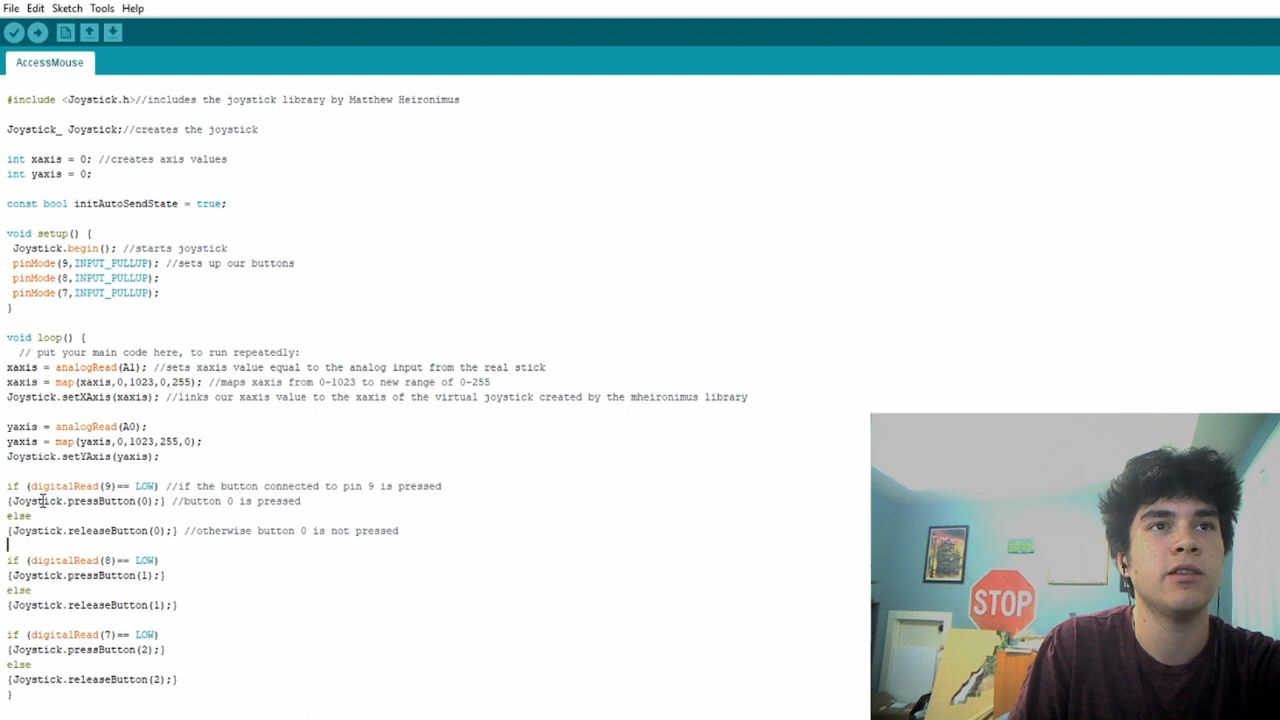 File Edit Sketch Tools Help
AccessMouse
#include <Joystick.h>//includes the joystick library by Matthew Heironimus
Joystick_ Joystick;//creates the joystick
int xaxis = 0; //creates axis values
int yaxis = 0;
const bool initAutoSendState = true;
void setup() {
Joystick.begin(); //starts joystick
pinMode(9,INPUT_PULLUP); //sets up our buttons
pinMode(8,INPUT_PULLUP);
pinMode(7,INPUT_PULLUP);
}
void loop() {
// put your main code here, to run repeatedly:
xaxis = analogRead(A1); //sets xaxis value equal to the analog input from the real stick
xaxis = map(xaxis,0,1023,0,255); //maps xaxis from 0-1023 to new range of 0-255
Joystick.setXAxis(xaxis); //links our xaxis value to the xaxis of the virtual joystick created by the mheironimus library
yaxis = analogRead(A0);
yaxis = map(yaxis,0,1023,255,0);
Joystick.setYAxis(yaxis);
if (digitalRead(9)== LOW) //if the button connected to pin 9 is pressed
{Joystick.pressButton(0);} //button 0 is pressed
else
{Joystick.releaseButton(0);} //otherwise button 0 is not pressed
if (digitalRead(8)== LOW)
{Joystick.pressButton(1);}
else
{Joystick.releaseButton(1);}
if (digitalRead(7)== LOW)
{Joystick.pressButton(2);}
else
{Joystick.releaseButton(2);}
}
STOP